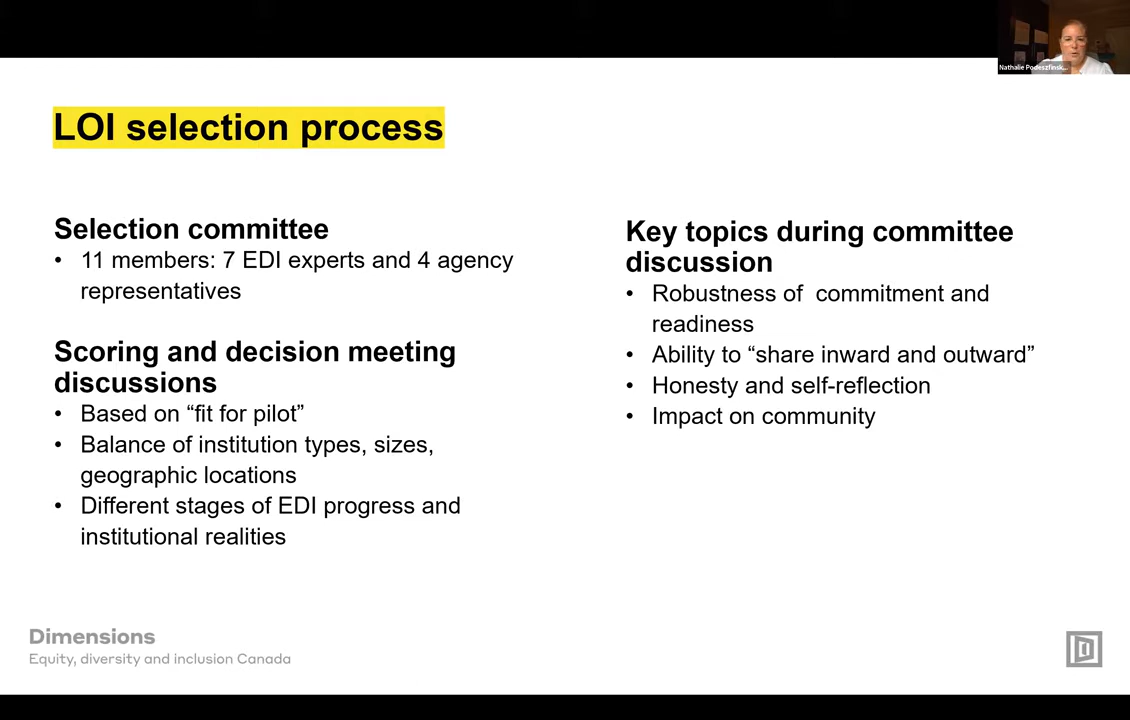 Nathalie Podeszfinsk...
LOI selection process
Selection committee
• 11 members: 7 EDI experts and 4 agency
representatives
Scoring and decision meeting
discussions
• Based on “fit for pilot”
• Balance of institution types, sizes,
geographic locations
• Different stages of EDI progress and
institutional realities
Key topics during committee
discussion
• Robustness of  commitment and
readiness
• Ability to “share inward and outward”
• Honesty and self-reflection
• Impact on community
Dimensions
Equity, diversity and inclusion Canada